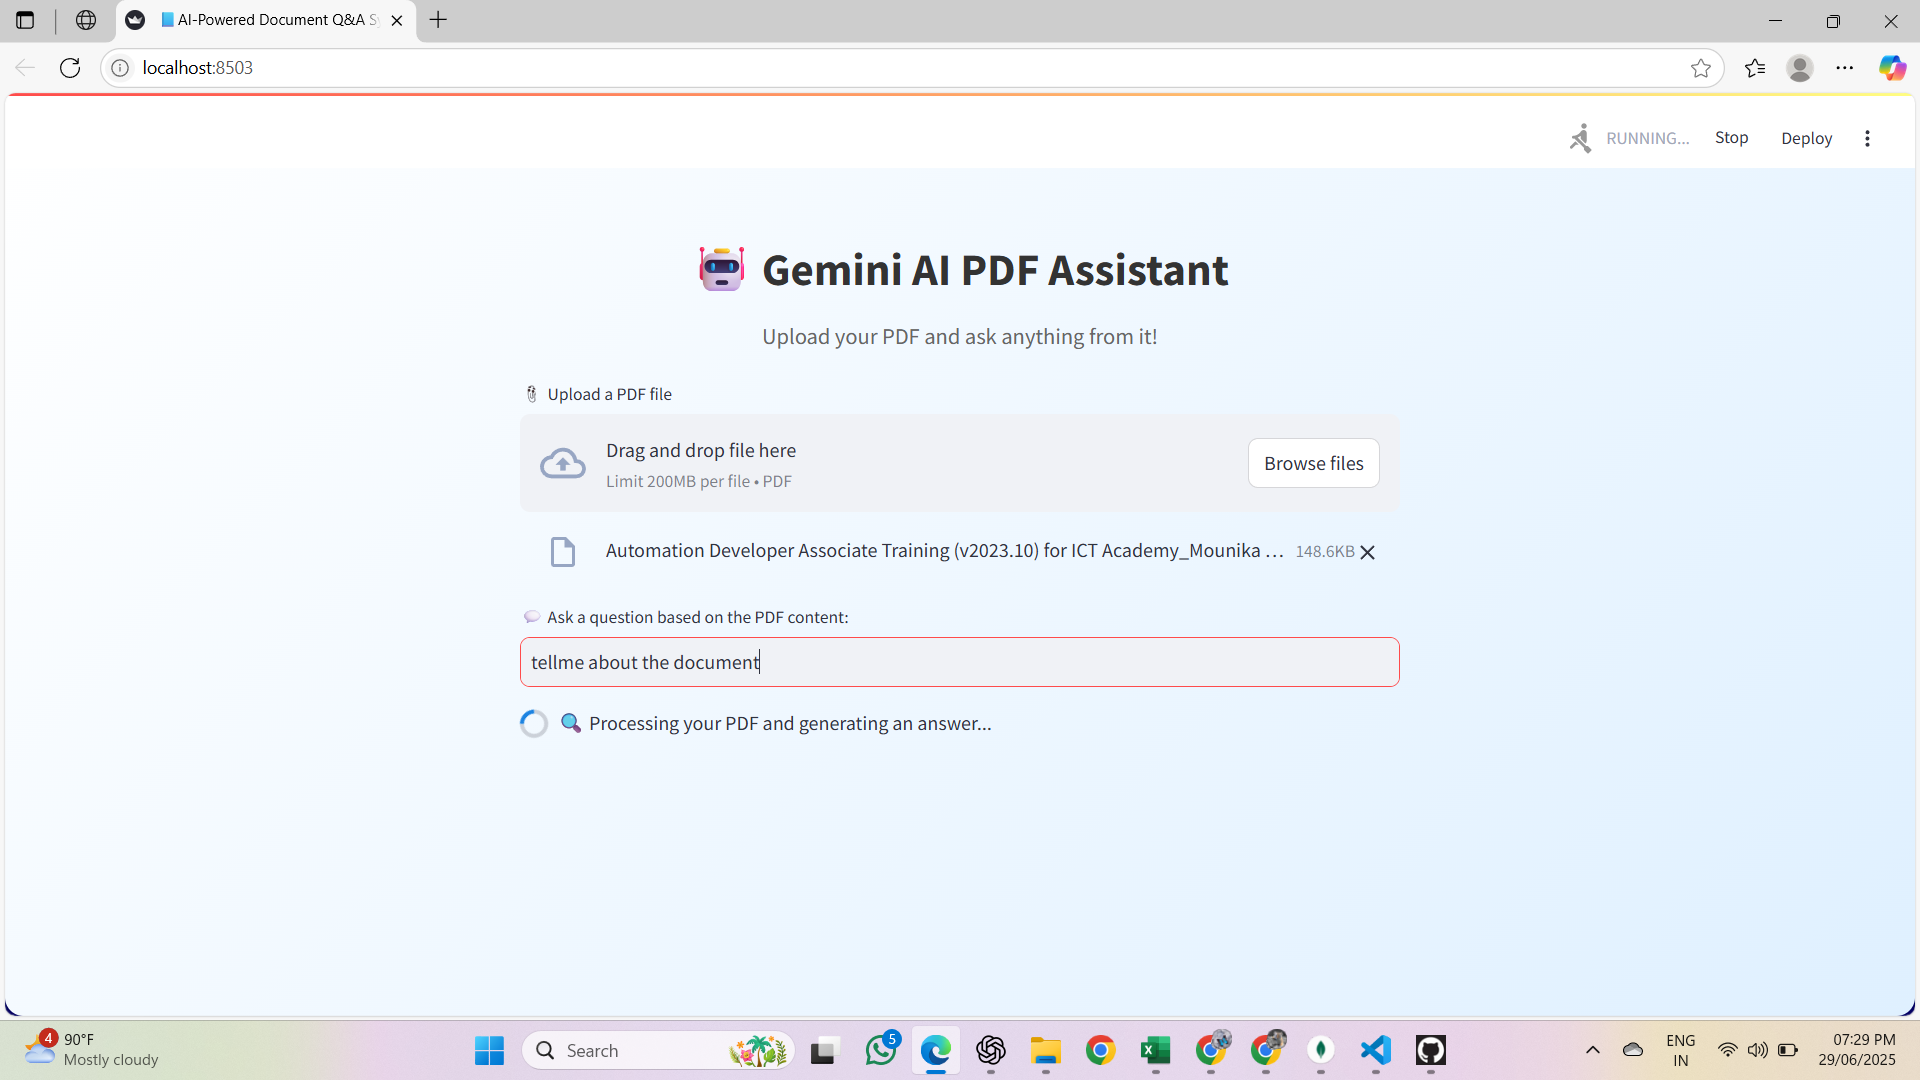 AI-Powered Document Q&A Sy
localhost:8503
RUNNING... Stop Deploy
Gemini AI PDF Assistant
Upload your PDF and ask anything from it!
Upload a PDF file
Drag and drop file here
Limit 200MB per file • PDF
Browse files
Automation Developer Associate Training (v2023.10) for ICT Academy_Mounika ... 148.6KB
Ask a question based on the PDF content:
tellme about the document
Processing your PDF and generating an answer...
4
90°F
Mostly cloudy
Search
5
ENG
IN
07:29 PM
29/06/2025